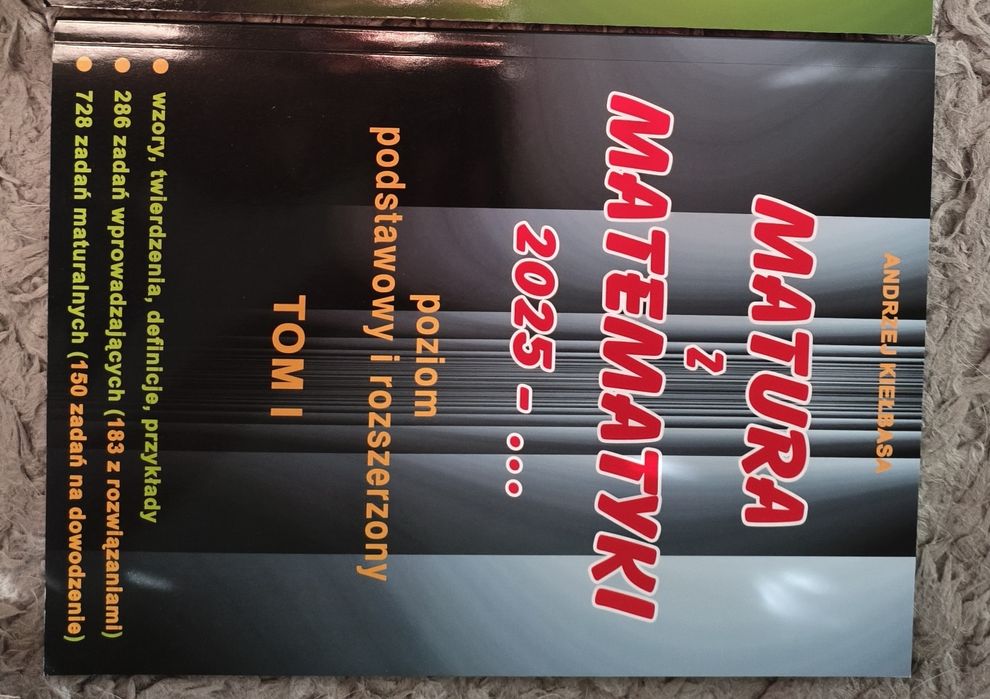 ANDRZEJ KIEŁBASA
MATURA
Z
MATEMATYKI
2025 - ...
poziom
podstawowy i rozszerzony
TOM I
wzory, twierdzenia, definicje, przykłady
286 zadań wprowadzających (183 z rozwiązaniami)
728 zadań maturalnych (150 zadań na dowodzenie)